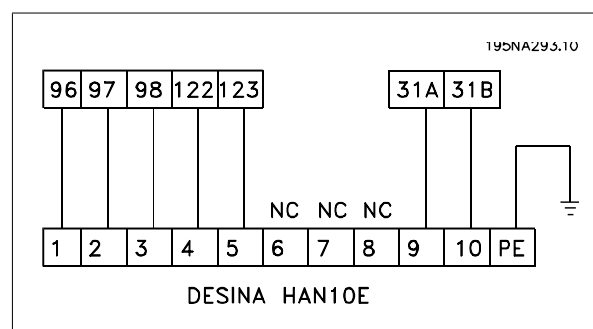 195NA293.10
96 97 98 122 123 31A 31B
NC NC NC
1 2 3 4 5 6 7 8 9 10 PE
DESINA HAN10E